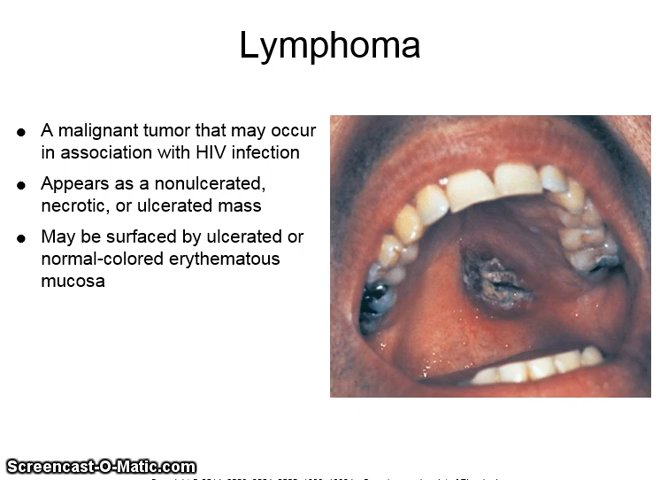 Lymphoma
● A malignant tumor that may occur
in association with HIV infection
● Appears as a nonulcerated,
necrotic, or ulcerated mass
● May be surfaced by ulcerated or
normal-colored erythematous
mucosa
Screencast-O-Matic.com